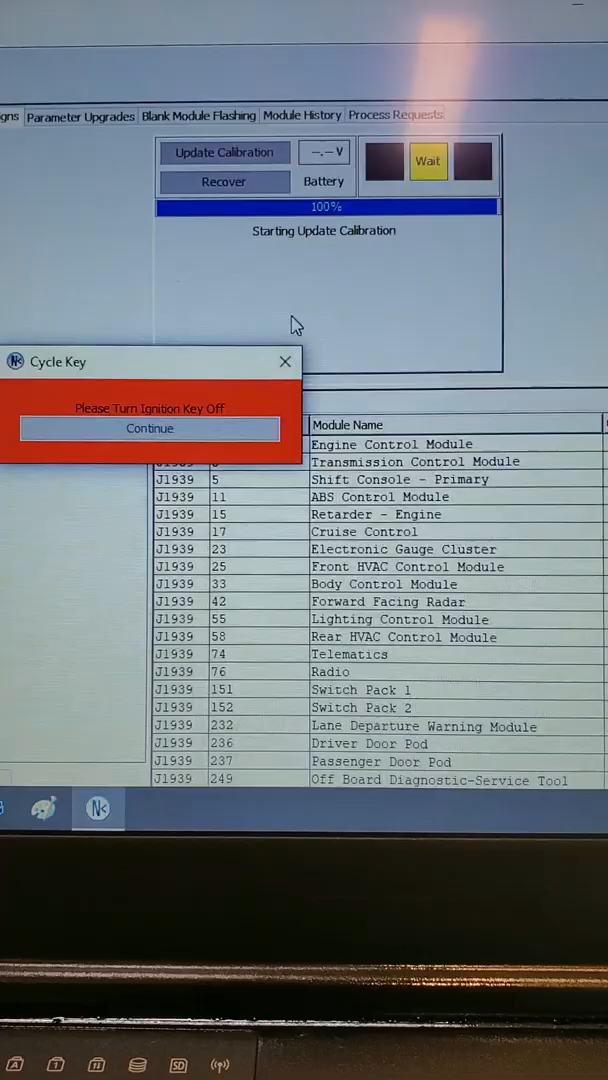 Parameter Upgrades Blank Module Flashing Module History Process Requests
Update Calibration
Recover
-.- V
Battery
Wait
100%
Starting Update Calibration
Cycle Key
Please Turn Ignition Key Off
Continue
Module Name
Engine Control Module
Transmission Control Module
J1939 5 Shift Console - Primary
J1939 11 ABS Control Module
J1939 15 Retarder - Engine
J1939 17 Cruise Control
J1939 23 Electronic Gauge Cluster
J1939 25 Front HVAC Control Module
J1939 33 Body Control Module
J1939 42 Forward Facing Radar
J1939 55 Lighting Control Module
J1939 58 Rear HVAC Control Module
J1939 74 Telematics
J1939 76 Radio
J1939 151 Switch Pack 1
J1939 152 Switch Pack 2
J1939 232 Lane Departure Warning Module
J1939 236 Driver Door Pod
J1939 237 Passenger Door Pod
J1939 249 Off Board Diagnostic-Service Tool
A
1
SD